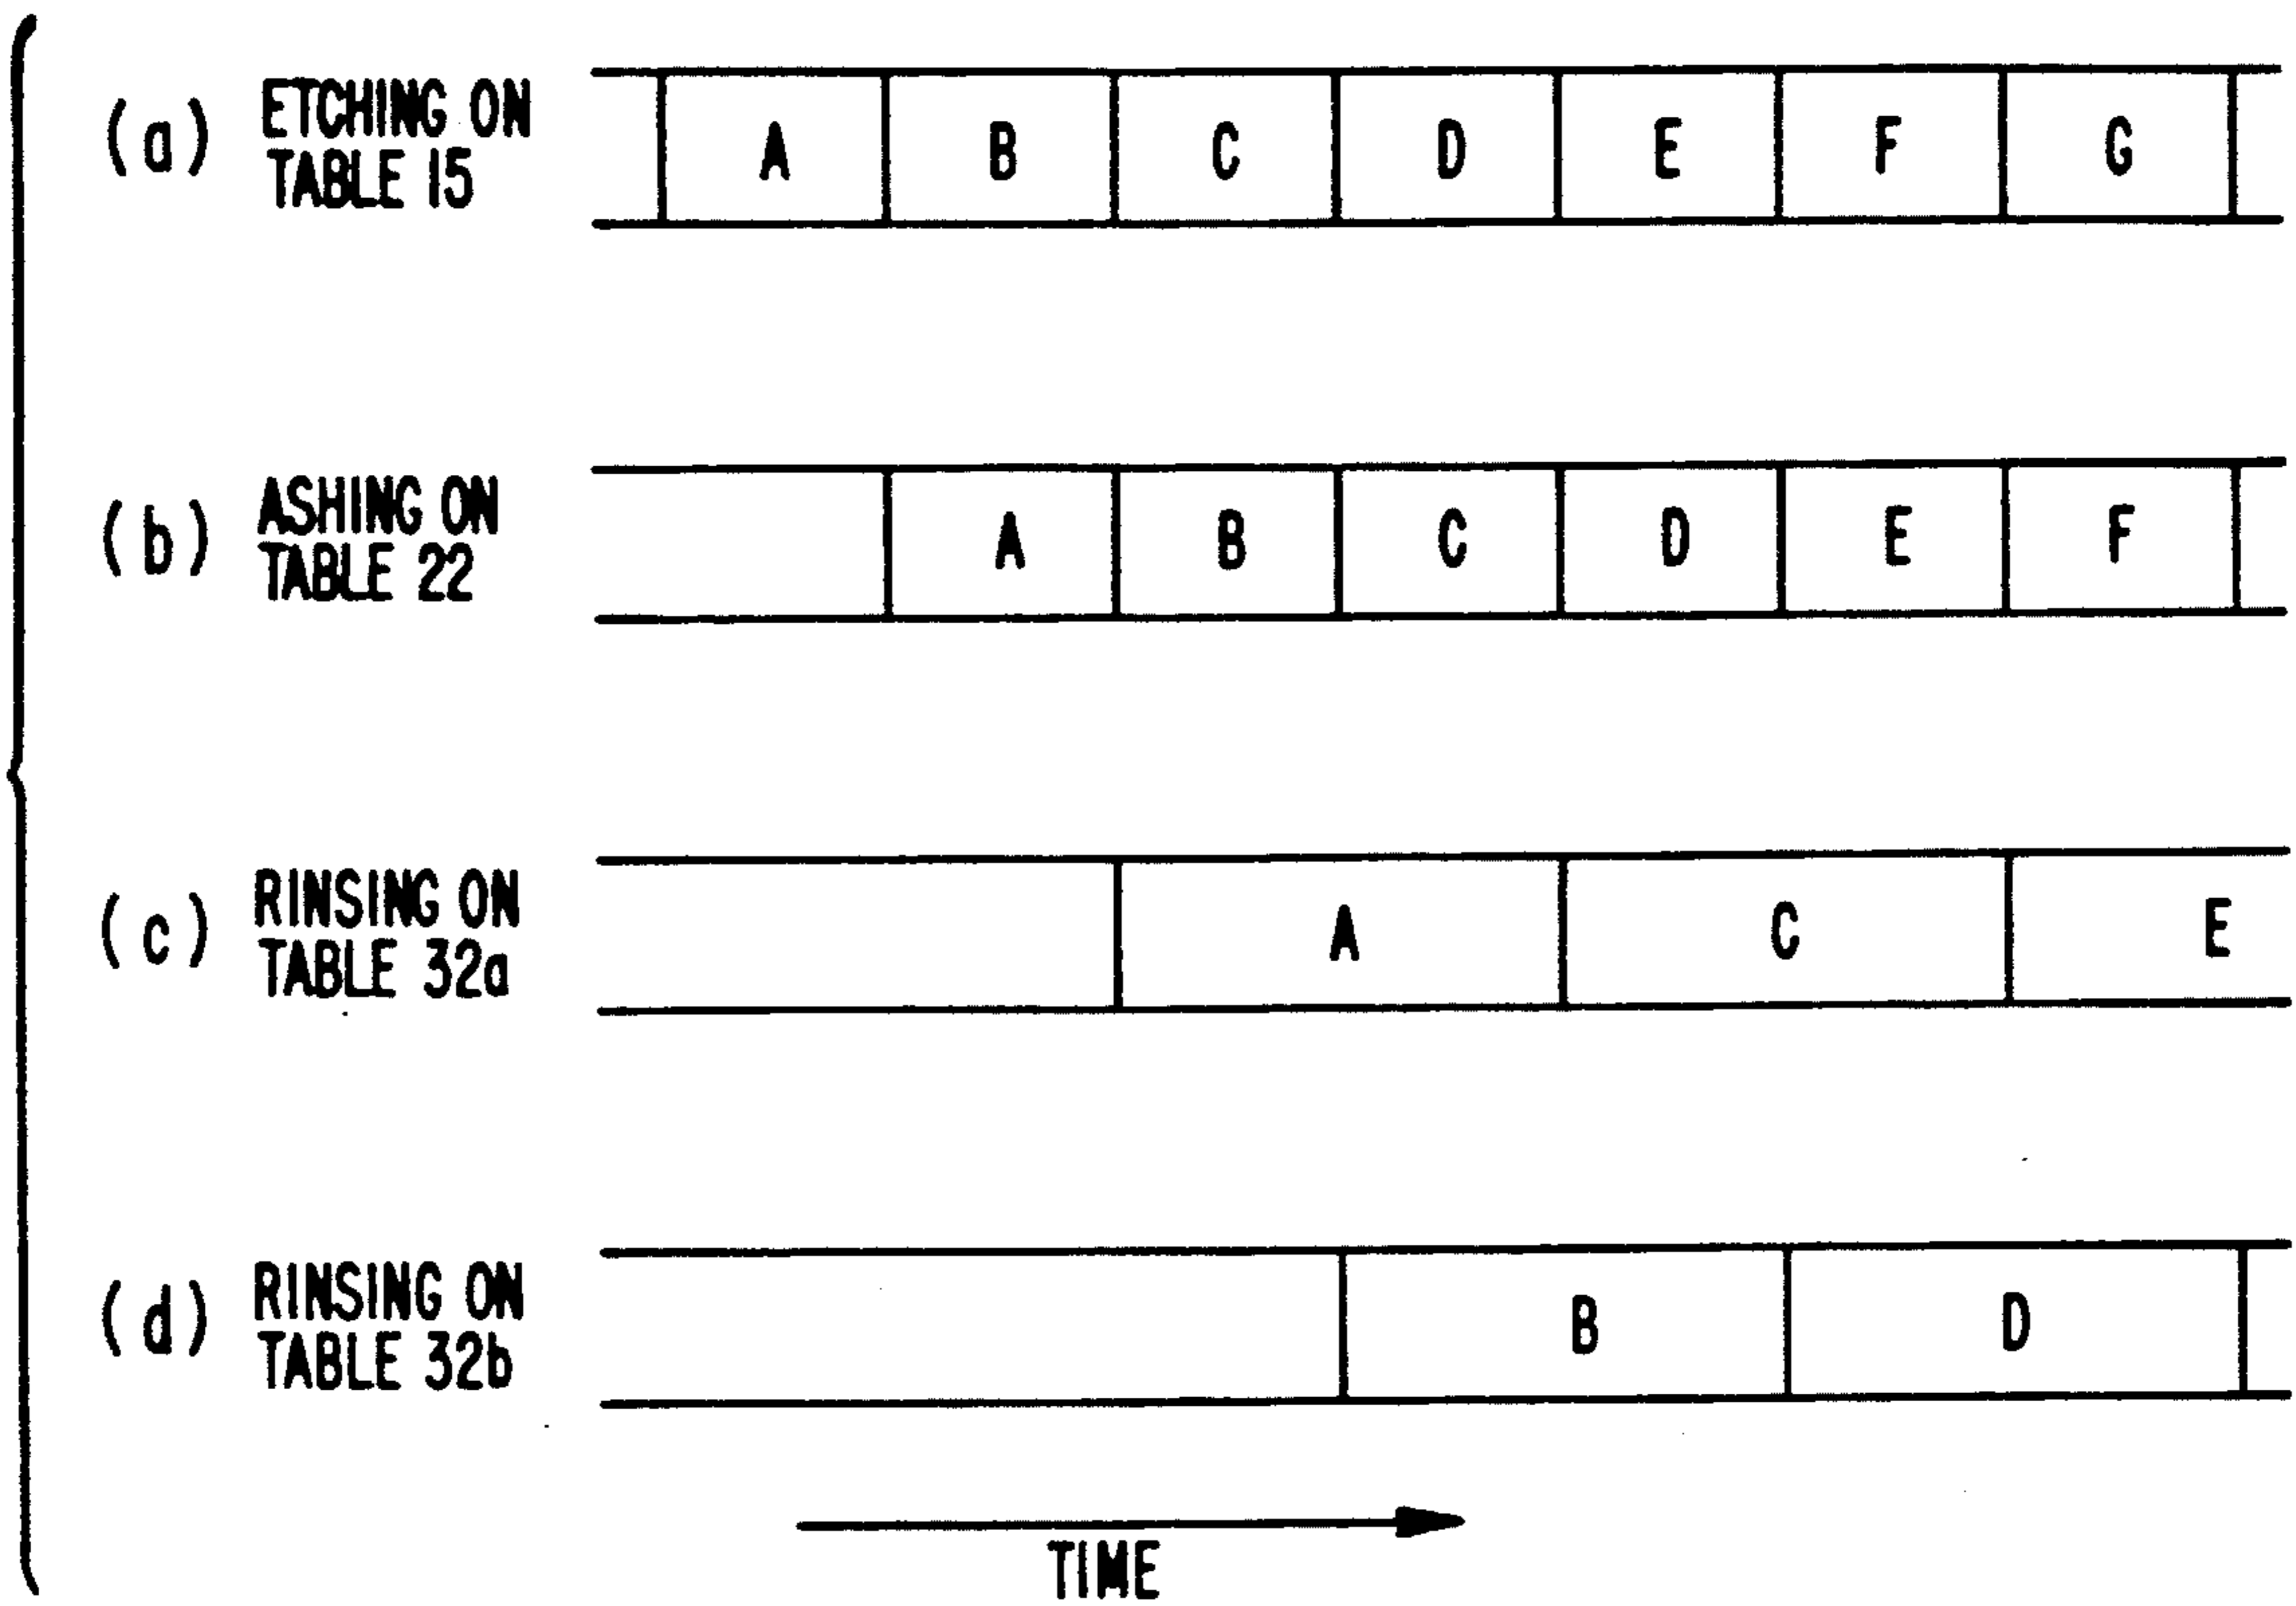 (a) ETCHING ON
TABLE 15
A B C D E F G
(b) ASHING ON
TABLE 22
A B C D E F
(c) RINSING ON
TABLE 32a
A C E
(d) RINSING ON
TABLE 32b
B D
TIME